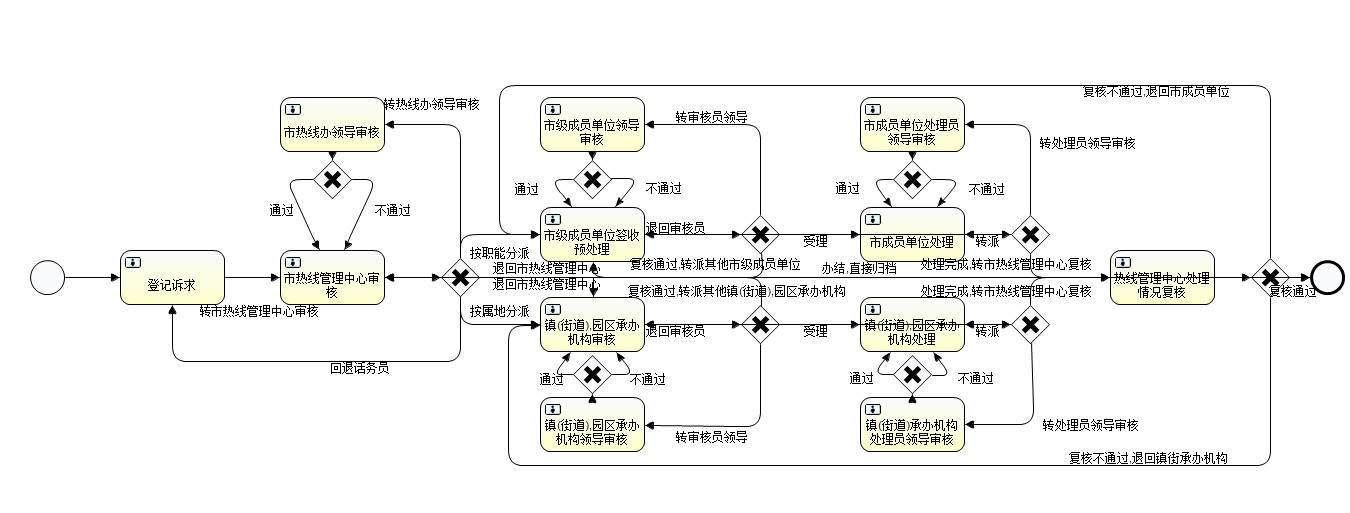 复核不通过,退回市成员单位
转热线办领导审核
转审核员领导
市热线办领导审核
市级成员单位领导
审核
市成员单位处理员
领导审核
转处理员领导审核
通过
不通过
通过
不通过
通过
不通过
退回审核员
市级成员单位签收
预处理
受理
市成员单位处理
转派
按取能分派
退回市热线管理中心
退回市热线管理中心
复核通过,转派其他市级成员单位
办结,直接归档
处理完成,转市热线管理中心复核
登记诉求
市热线管理中心审
核
热线管理中心处理
情况复核
复核通过
复核通过,转派其他镇(街道),园区承办机构
处理完成,转市热线管理中心复核
转市热线管理中心审核
按属地分派
镇(街道),园区承办
机构审核
退回审核员
受理
镇(街道),园区承办
机构处理
转派
回退话务员
通过
不通过
通过
不通过
镇(街道),园区承办
机构领导审核
转审核员领导
镇(街道)承办机构
处理员领导审核
转处理员领导审核
复核不通过,退回镇街承办机构